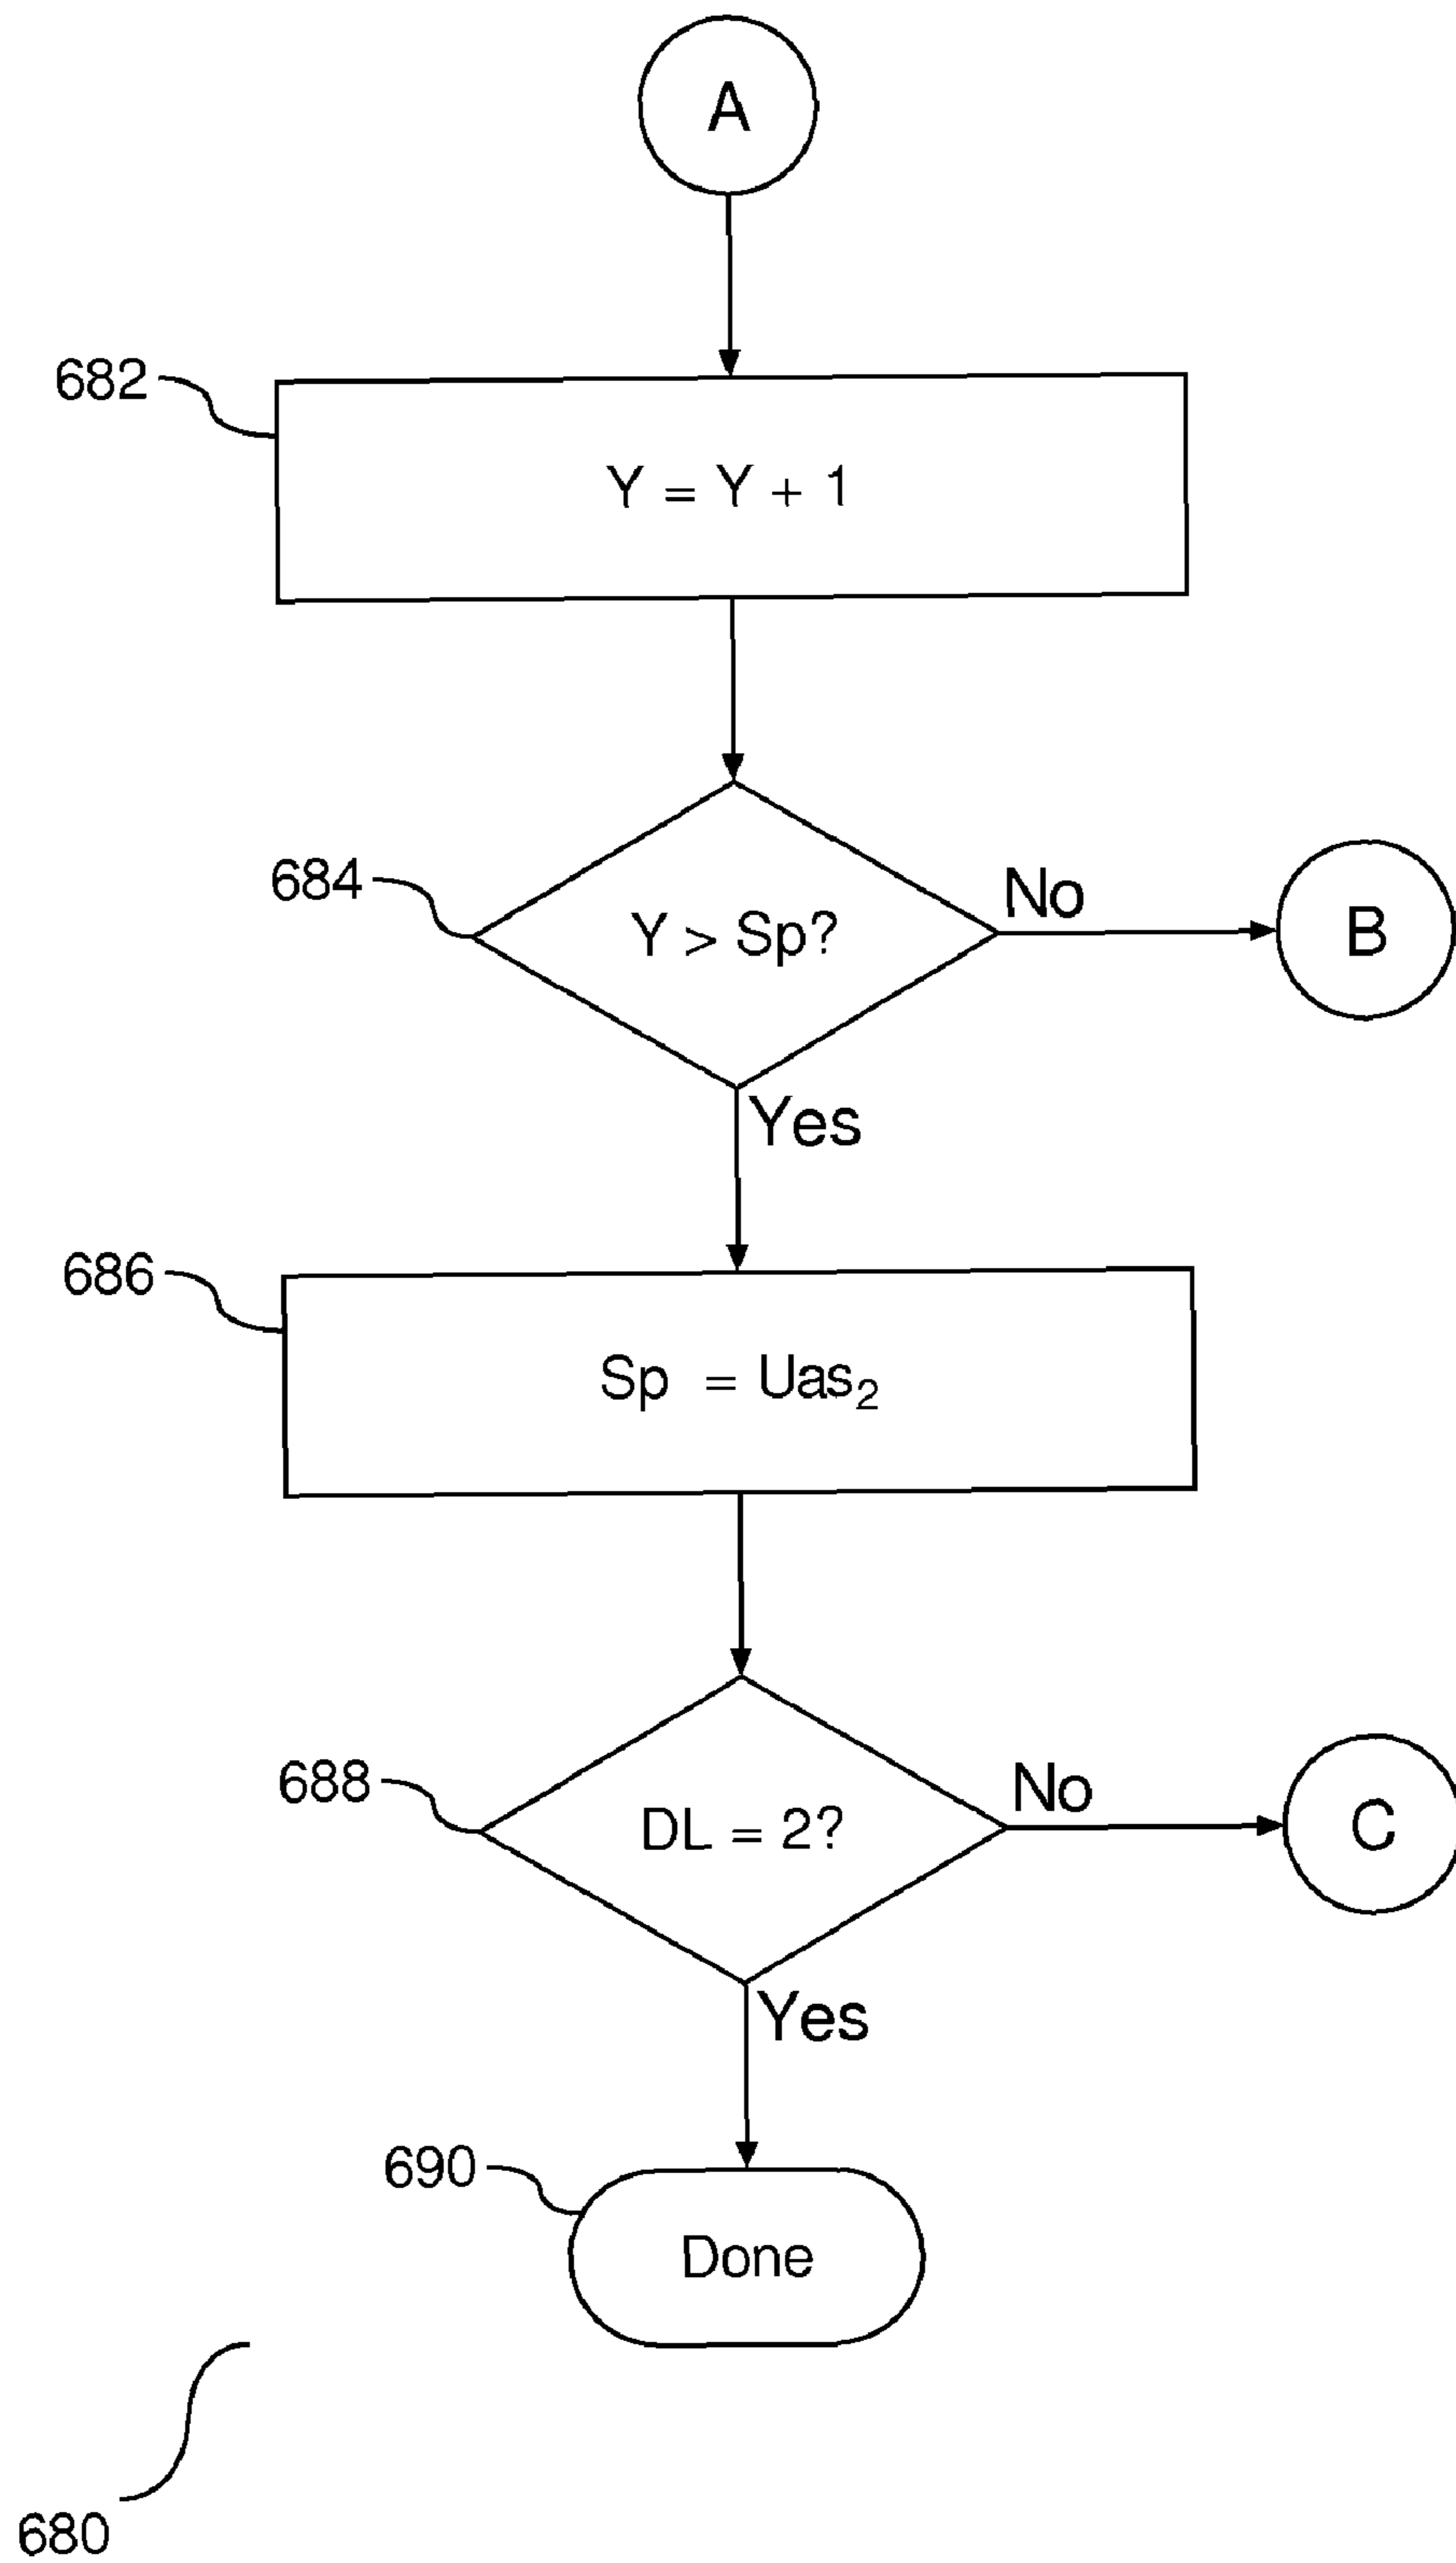 A
682
Y = Y + 1
684
Y > Sp?
No
B
Yes
686
Sp = Uas₂
688
DL = 2?
No
C
Yes
690
Done
680